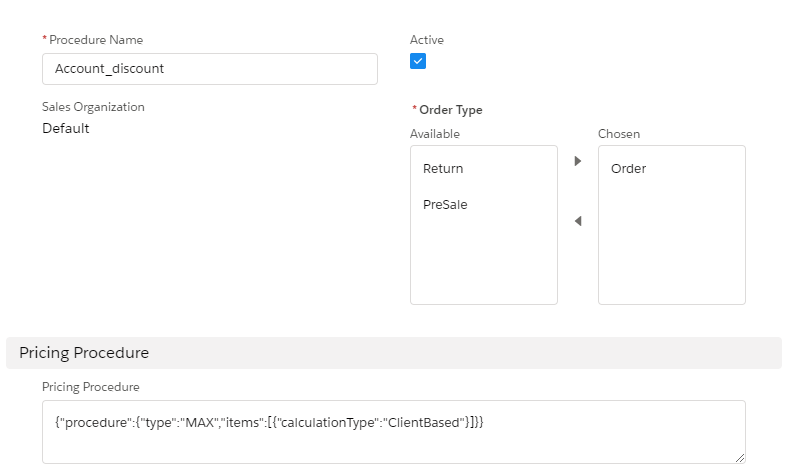 *Procedure Name
Account_discount
Active
Sales Organization
Default
*Order Type
Available
Return
PreSale
Chosen
Order
Pricing Procedure
Pricing Procedure
{"procedure":{"type":"MAX","items":[{"calculationType":"ClientBased"}]}}